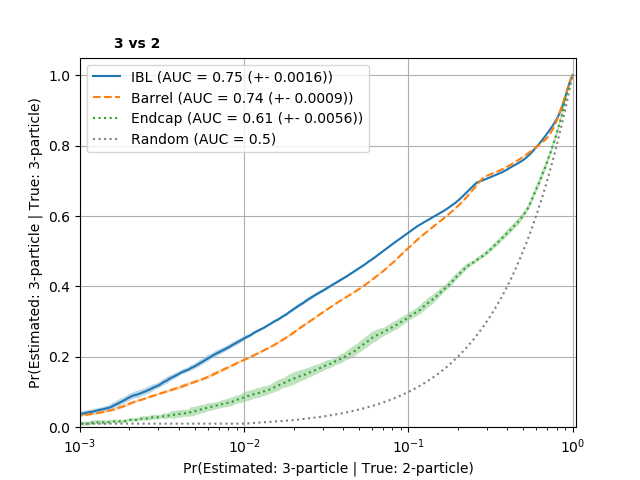 3 vs 2
IBL (AUC = 0.75 (+- 0.0016))
Barrel (AUC = 0.74 (+- 0.0009))
Endcap (AUC = 0.61 (+- 0.0056))
Random (AUC = 0.5)
Pr(Estimated: 3-particle | True: 3-particle)
1.0
0.8
0.6
0.4
0.2
0.0
10⁻³ 10⁻² 10⁻¹ 10⁰
Pr(Estimated: 3-particle | True: 2-particle)